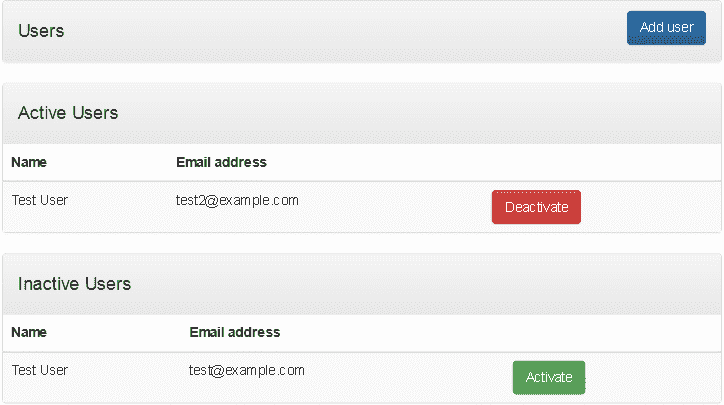 Users Add user
Active Users
Name Email address
Test User test2@example.com Deactivate
Inactive Users
Name Email address
Test User test@example.com Activate